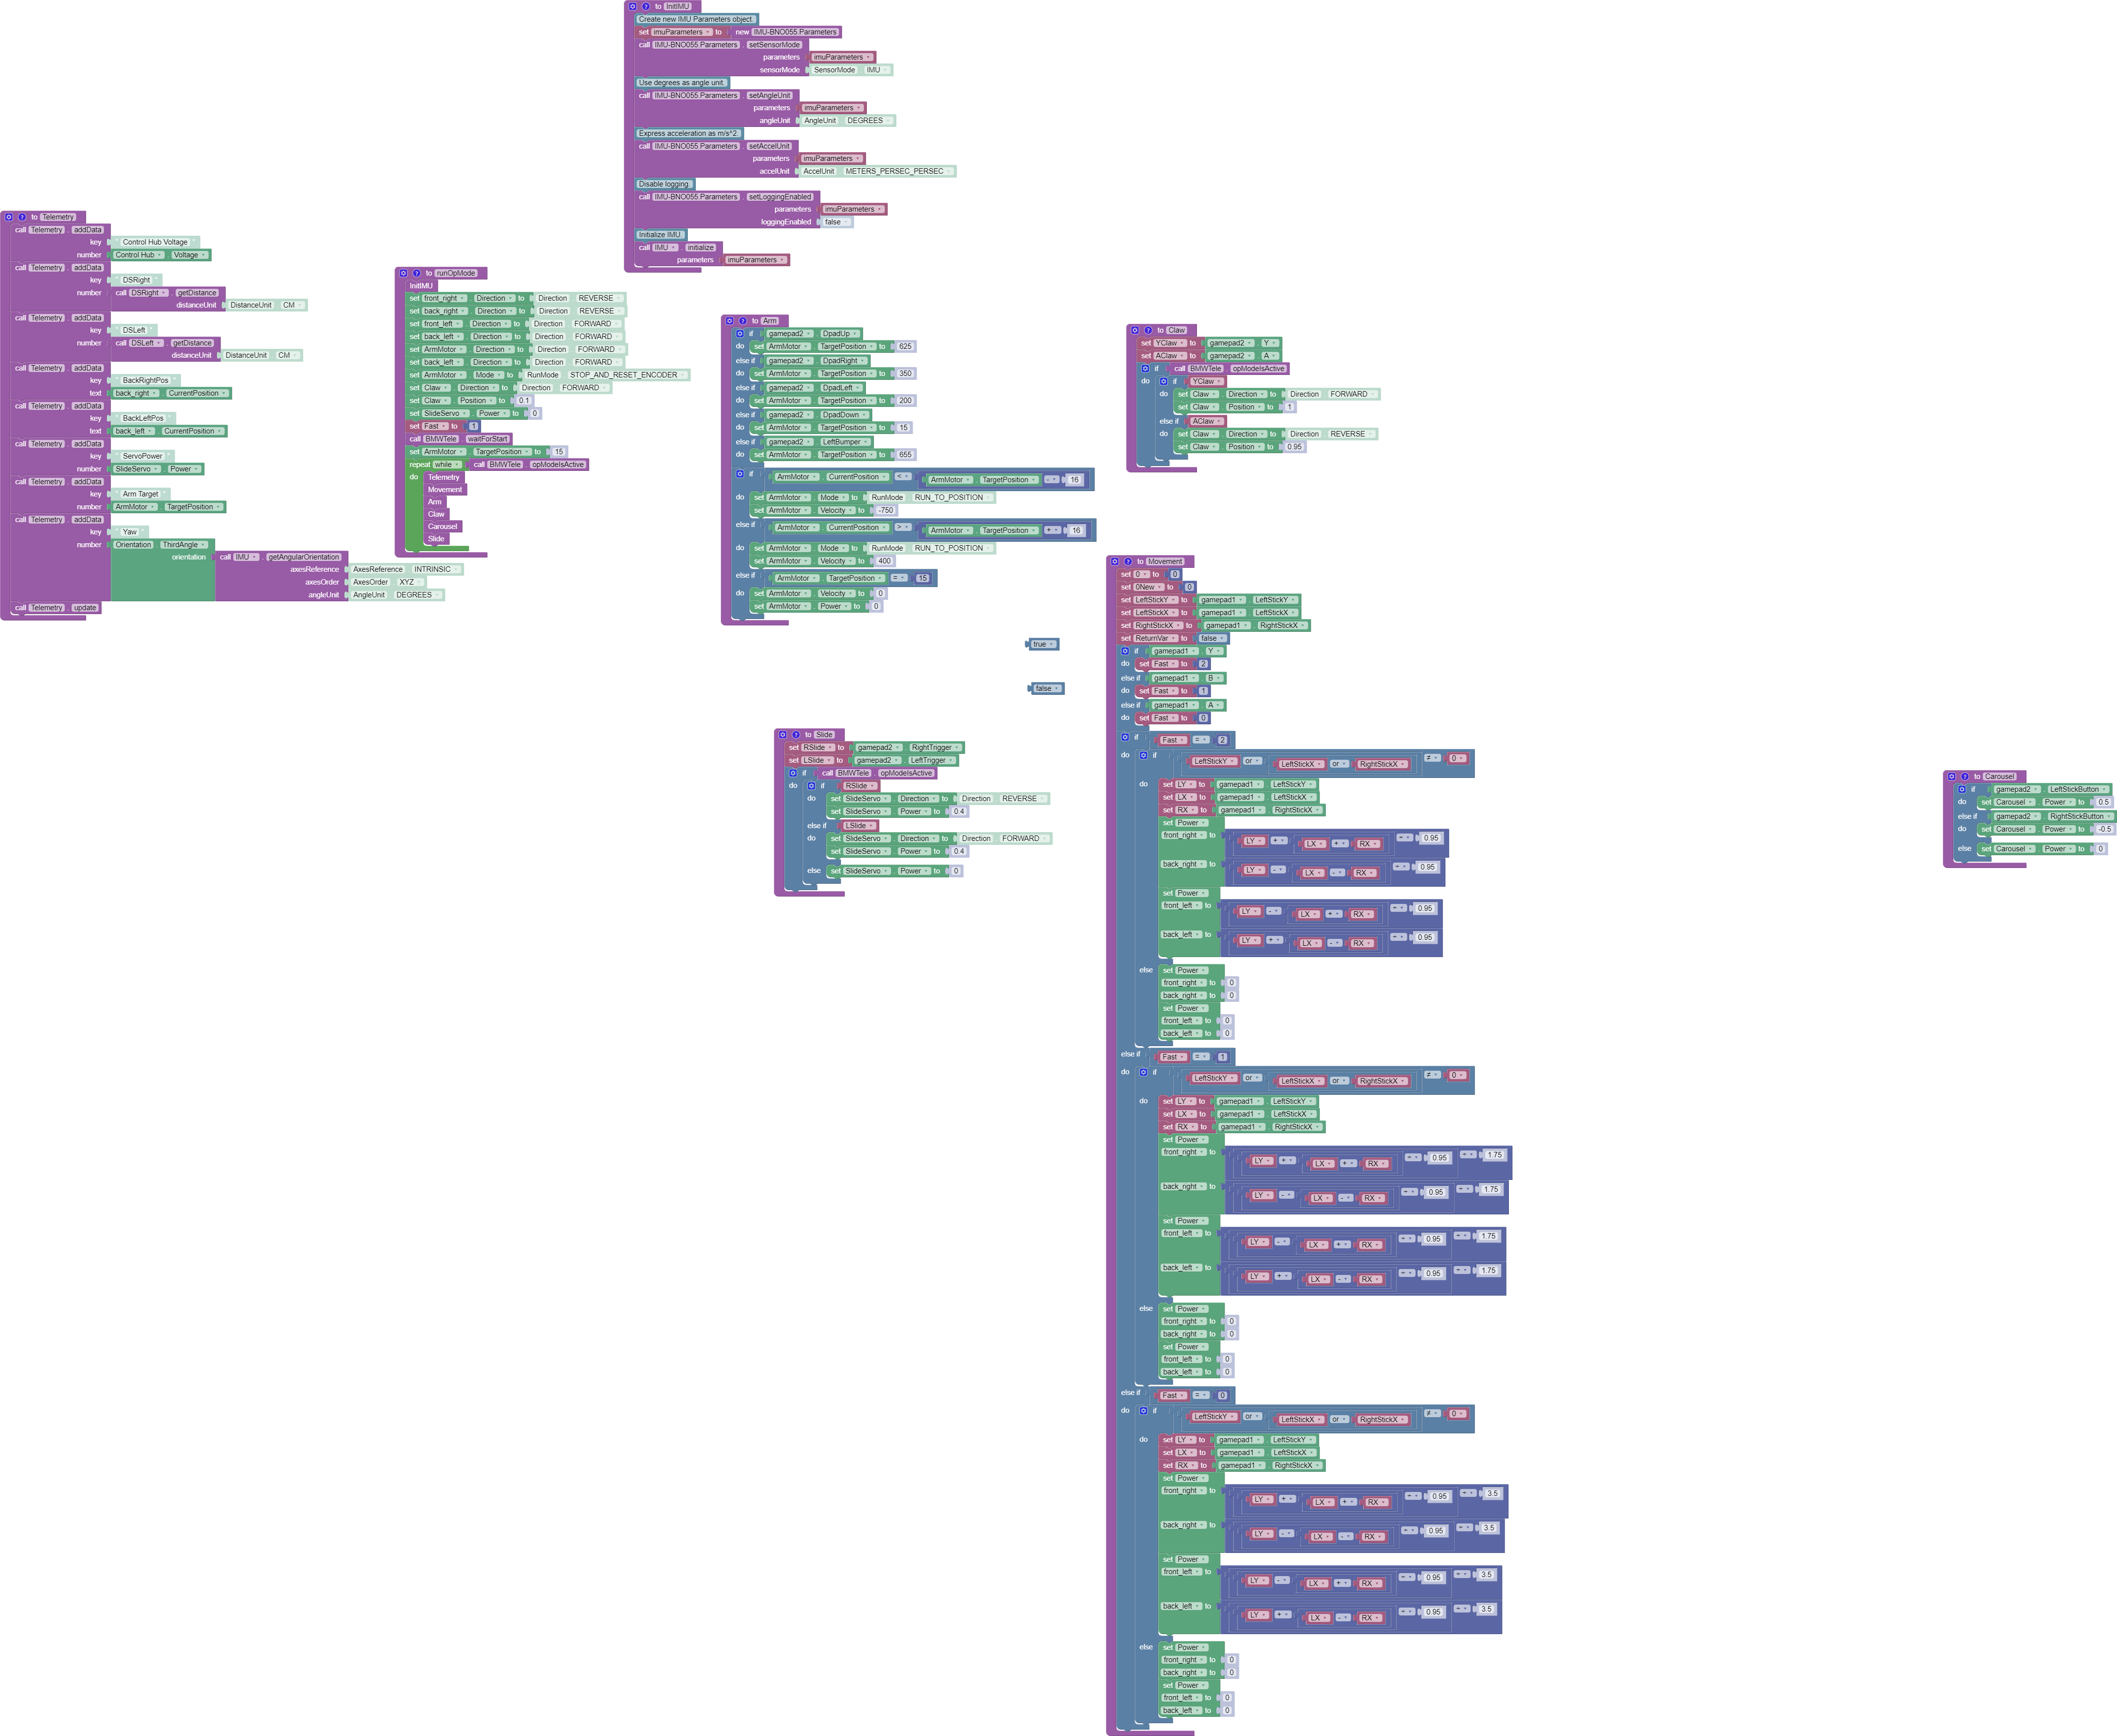 to InitIMU
Create new IMU Parameters object.
set imuParameters to new IMU-BNO055.Parameters
call IMU-BNO055.Parameters . setSensorMode
parameters imuParameters
sensorMode SensorMode . IMU
Use degrees as angle unit.
call IMU-BNO055.Parameters . setAngleUnit
parameters imuParameters
angleUnit AngleUnit . DEGREES
Express acceleration as m/s^2.
call IMU-BNO055.Parameters . setAccelUnit
parameters imuParameters
accelUnit AccelUnit . METERS_PERSEC_PERSEC
Disable logging.
call IMU-BNO055.Parameters . setLoggingEnabled
parameters imuParameters
loggingEnabled false
Initialize IMU.
call IMU . initialize
parameters imuParameters
to Telemetry
call Telemetry . addData
key “ Control Hub Voltage ”
number Control Hub . Voltage
call Telemetry . addData
key “ DSRight ”
number call DSRight . getDistance
distanceUnit DistanceUnit . CM
call Telemetry . addData
key “ DSLeft ”
number call DSLeft . getDistance
distanceUnit DistanceUnit . CM
call Telemetry . addData
key “ BackRightPos ”
text back_right . CurrentPosition
call Telemetry . addData
key “ BackLeftPos ”
text back_left . CurrentPosition
call Telemetry . addData
key “ ServoPower ”
number SlideServo . Power
call Telemetry . addData
key “ Arm Target ”
number ArmMotor . TargetPosition
call Telemetry . addData
key “ Yaw ”
number Orientation . ThirdAngle
orientation call IMU . getAngularOrientation
axesReference AxesReference . INTRINSIC
axesOrder AxesOrder . XYZ
angleUnit AngleUnit . DEGREES
call Telemetry . update
to runOpMode
InitIMU
set front_right . Direction to Direction . REVERSE
set back_right . Direction to Direction . REVERSE
set front_left . Direction to Direction . FORWARD
set back_left . Direction to Direction . FORWARD
set ArmMotor . Direction to Direction . FORWARD
set back_left . Direction to Direction . FORWARD
set ArmMotor . Mode to RunMode . STOP_AND_RESET_ENCODER
set Claw . Direction to Direction . FORWARD
set Claw . Position to 0.1
set SlideServo . Power to 0
set Fast to 1
call BMWTele . waitForStart
set ArmMotor . TargetPosition to 15
repeat while call BMWTele . opModeIsActive
do Telemetry
Movement
Arm
Claw
Carousel
Slide
to Arm
if gamepad2 . DpadUp
do set ArmMotor . TargetPosition to 625
else if gamepad2 . DpadRight
do set ArmMotor . TargetPosition to 350
else if gamepad2 . DpadLeft
do set ArmMotor . TargetPosition to 200
else if gamepad2 . DpadDown
do set ArmMotor . TargetPosition to 15
else if gamepad2 . LeftBumper
do set ArmMotor . TargetPosition to 655
if ArmMotor . CurrentPosition < ArmMotor . TargetPosition - 16
do set ArmMotor . Mode to RunMode . RUN_TO_POSITION
set ArmMotor . Velocity to -750
else if ArmMotor . CurrentPosition > ArmMotor . TargetPosition + 16
do set ArmMotor . Mode to RunMode . RUN_TO_POSITION
set ArmMotor . Velocity to 400
else if ArmMotor . TargetPosition = 15
do set ArmMotor . Velocity to 0
set ArmMotor . Power to 0
true
false
to Claw
set YClaw to gamepad2 . Y
set AClaw to gamepad2 . A
if call BMWTele . opModeIsActive
do if YClaw
do set Claw . Direction to Direction . FORWARD
set Claw . Position to 1
else if AClaw
do set Claw . Direction to Direction . REVERSE
set Claw . Position to 0.95
to Slide
set RSlide to gamepad2 . RightTrigger
set LSlide to gamepad2 . LeftTrigger
if call BMWTele . opModeIsActive
do if RSlide
do set SlideServo . Direction to Direction . REVERSE
set SlideServo . Power to 0.4
else if LSlide
do set SlideServo . Direction to Direction . FORWARD
set SlideServo . Power to 0.4
else set SlideServo . Power to 0
to Movement
set 0 to 0
set 0New to 0
set LeftStickY to gamepad1 . LeftStickY
set LeftStickX to gamepad1 . LeftStickX
set RightStickX to gamepad1 . RightStickX
set ReturnVar to false
if gamepad1 . Y
do set Fast to 2
else if gamepad1 . B
do set Fast to 1
else if gamepad1 . A
do set Fast to 0
if Fast = 2
do if LeftStickY or LeftStickX or RightStickX ≠ 0
do set LY to gamepad1 . LeftStickY
set LX to gamepad1 . LeftStickX
set RX to gamepad1 . RightStickX
set Power
front_right to LY + LX + RX ÷ 0.95
back_right to LY - LX - RX ÷ 0.95
set Power
front_left to LY - LX + RX ÷ 0.95
back_left to LY + LX - RX ÷ 0.95
else set Power
front_right to 0
back_right to 0
set Power
front_left to 0
back_left to 0
else if Fast = 1
do if LeftStickY or LeftStickX or RightStickX ≠ 0
do set LY to gamepad1 . LeftStickY
set LX to gamepad1 . LeftStickX
set RX to gamepad1 . RightStickX
set Power
front_right to LY + LX + RX ÷ 0.95 ÷ 1.75
back_right to LY - LX - RX ÷ 0.95 ÷ 1.75
set Power
front_left to LY - LX + RX ÷ 0.95 ÷ 1.75
back_left to LY + LX - RX ÷ 0.95 ÷ 1.75
else set Power
front_right to 0
back_right to 0
set Power
front_left to 0
back_left to 0
else if Fast = 0
do if LeftStickY or LeftStickX or RightStickX ≠ 0
do set LY to gamepad1 . LeftStickY
set LX to gamepad1 . LeftStickX
set RX to gamepad1 . RightStickX
set Power
front_right to LY + LX + RX ÷ 0.95 ÷ 3.5
back_right to LY - LX - RX ÷ 0.95 ÷ 3.5
set Power
front_left to LY - LX + RX ÷ 0.95 ÷ 3.5
back_left to LY + LX - RX ÷ 0.95 ÷ 3.5
else set Power
front_right to 0
back_right to 0
set Power
front_left to 0
back_left to 0
to Carousel
if gamepad2 . LeftStickButton
do set Carousel . Power to 0.5
else if gamepad2 . RightStickButton
do set Carousel . Power to -0.5
else set Carousel . Power to 0